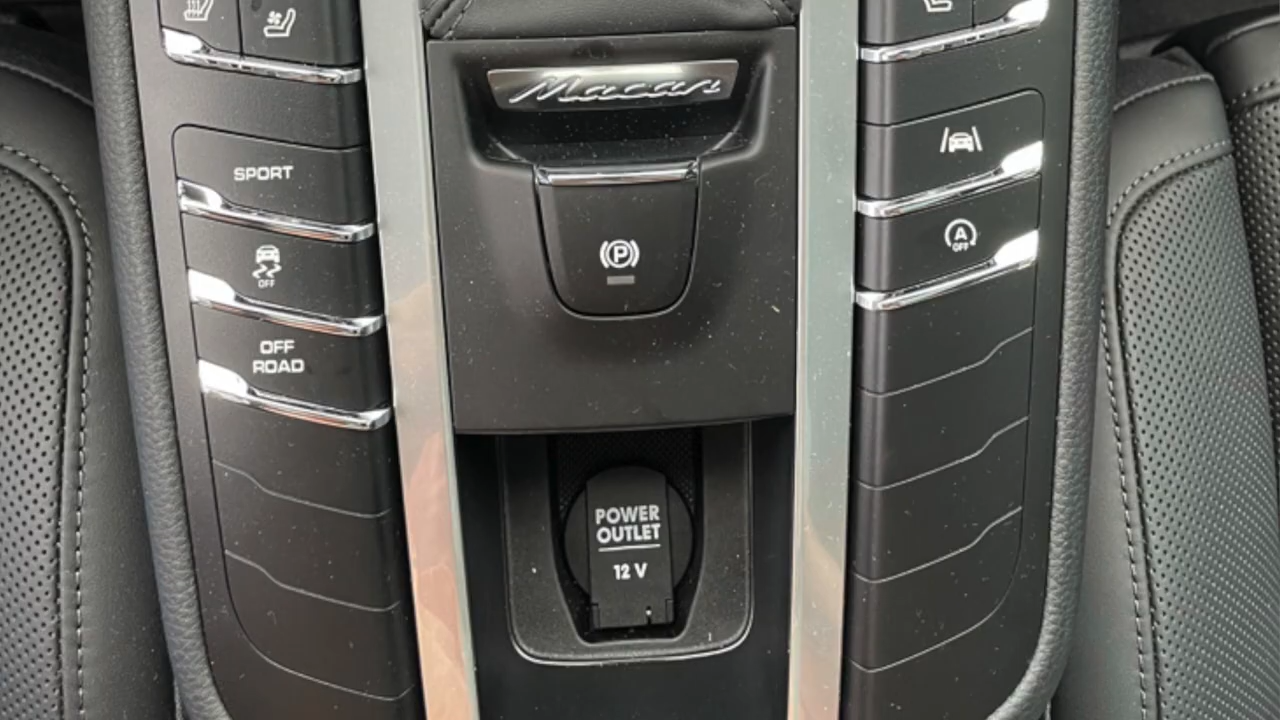 Macan
SPORT
OFF
OFF
ROAD
P
A
OFF
POWER
OUTLET
12 V